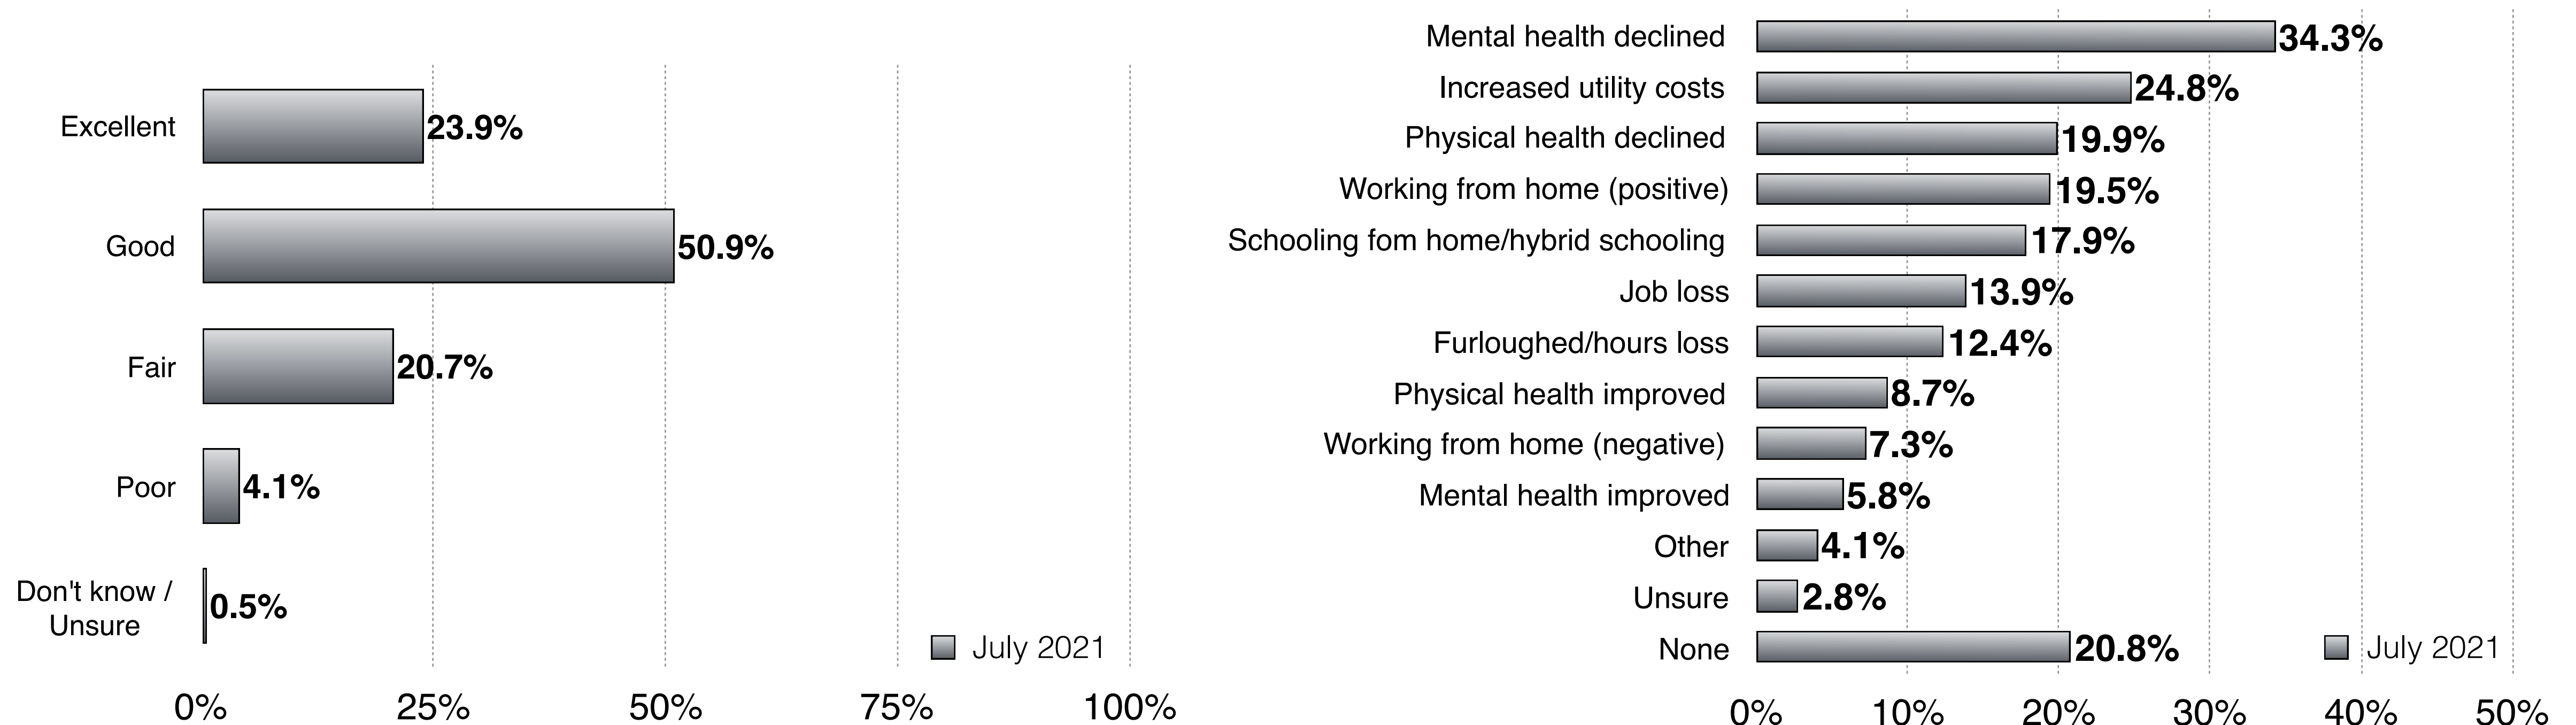 Excellent 23.9%
Good 50.9%
Fair 20.7%
Poor 4.1%
Don't know /
Unsure 0.5%
July 2021
0% 25% 50% 75% 100%
Mental health declined 34.3%
Increased utility costs 24.8%
Physical health declined 19.9%
Working from home (positive) 19.5%
Schooling fom home/hybrid schooling 17.9%
Job loss 13.9%
Furloughed/hours loss 12.4%
Physical health improved 8.7%
Working from home (negative) 7.3%
Mental health improved 5.8%
Other 4.1%
Unsure 2.8%
None 20.8%
July 2021
0% 10% 20% 30% 40% 50%